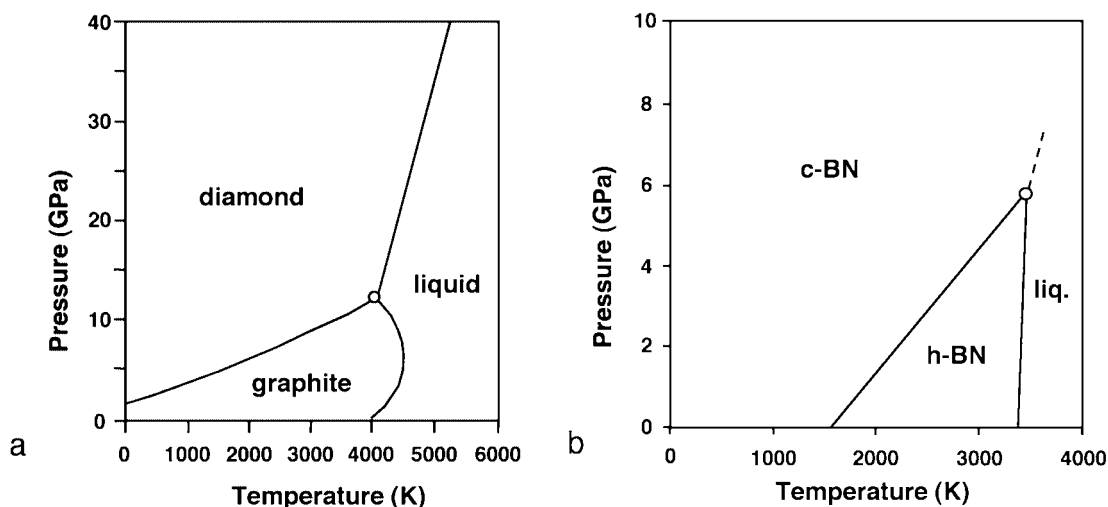 40
30
20
10
0
Pressure (GPa)
diamond
liquid
graphite
0 1000 2000 3000 4000 5000 6000
Temperature (K)
a
10
8
6
4
2
0
Pressure (GPa)
c-BN
liq.
h-BN
0 1000 2000 3000 4000
Temperature (K)
b